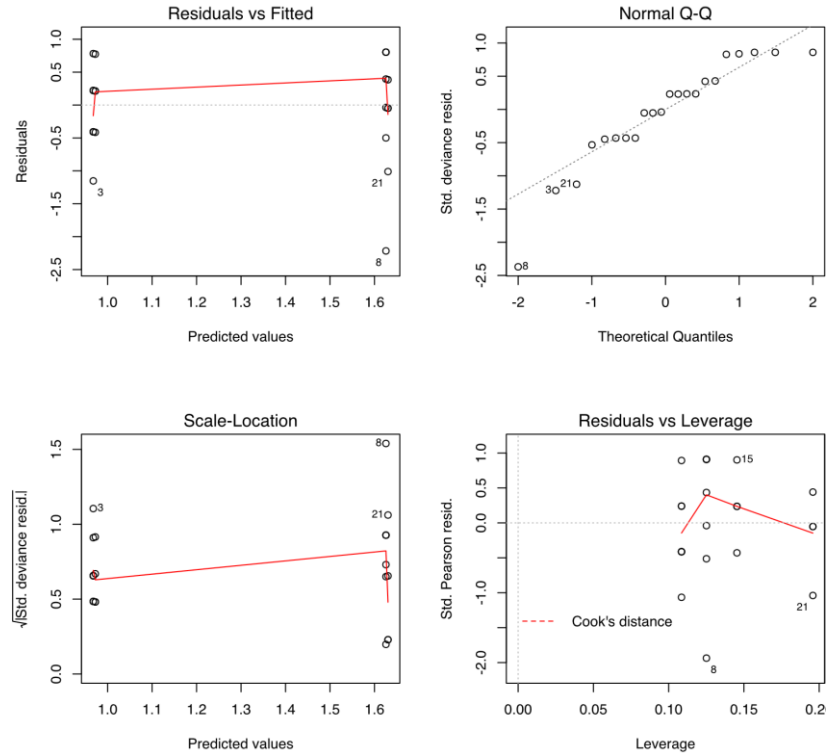 Residuals vs Fitted
Residuals
1.0
0.5
-0.5
-1.5
-2.5
3
21
8
1.0 1.1 1.2 1.3 1.4 1.5 1.6
Predicted values
Normal Q-Q
Std. deviance resid.
1.0
0.5
-0.5
-1.5
-2.5
3
21
8
-2 -1 0 1 2
Theoretical Quantiles
Scale-Location
√|Std. deviance resid.|
1.5
1.0
0.5
0.0
3
8
21
1.0 1.1 1.2 1.3 1.4 1.5 1.6
Predicted values
Residuals vs Leverage
Std. Pearson resid.
1.0
0.5
0.0
-1.0
-2.0
15
21
8
Cook's distance
0.00 0.05 0.10 0.15 0.20
Leverage